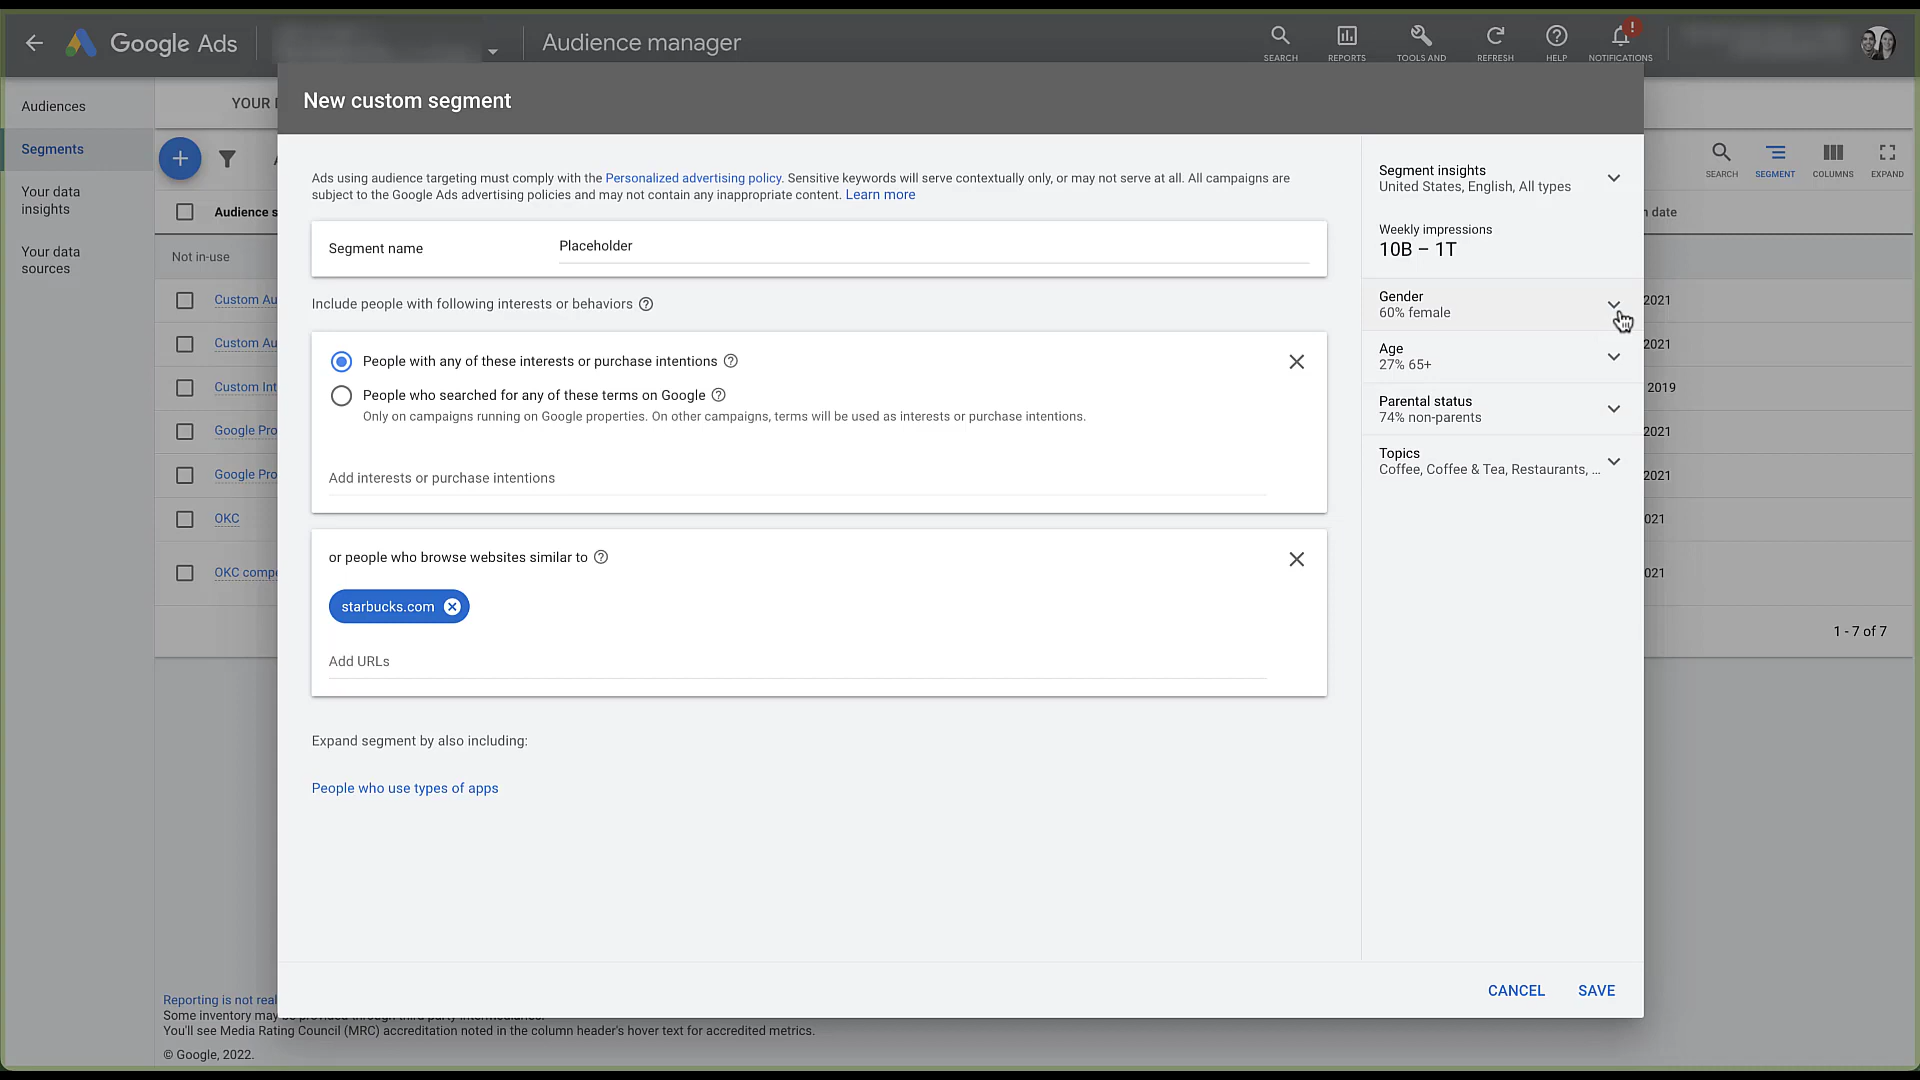 Google Ads
Audience manager
SEARCH
REPORTS
TOOLS AND
REFRESH
HELP
!
NOTIFICATIONS
Audiences
Segments
Your data
insights
Your data
sources
YOUR
New custom segment
Ads using audience targeting must comply with the Personalized advertising policy. Sensitive keywords will serve contextually only, or may not serve at all. All campaigns are
subject to the Google Ads advertising policies and may not contain any inappropriate content. Learn more
Segment name
Placeholder
Include people with following interests or behaviors
People with any of these interests or purchase intentions
People who searched for any of these terms on Google
Only on campaigns running on Google properties. On other campaigns, terms will be used as interests or purchase intentions.
Add interests or purchase intentions
or people who browse websites similar to
starbucks.com
Add URLs
Expand segment by also including:
People who use types of apps
Segment insights
United States, English, All types
Weekly impressions
10B – 1T
Gender
60% female
Age
27% 65+
Parental status
74% non-parents
Topics
Coffee, Coffee & Tea, Restaurants, ...
CANCEL
SAVE
SEARCH
SEGMENT
COLUMNS
EXPAND
Audience s
n date
Not in-use
Custom Au
2021
Custom Au
2021
Custom Int
2019
Google Pro
2021
Google Pro
2021
OKC
021
OKC compe
021
1 - 7 of 7
Reporting is not real
Some inventory may be provided through third party intermediaries.
You'll see Media Rating Council (MRC) accreditation noted in the column header's hover text for accredited metrics.
© Google, 2022.